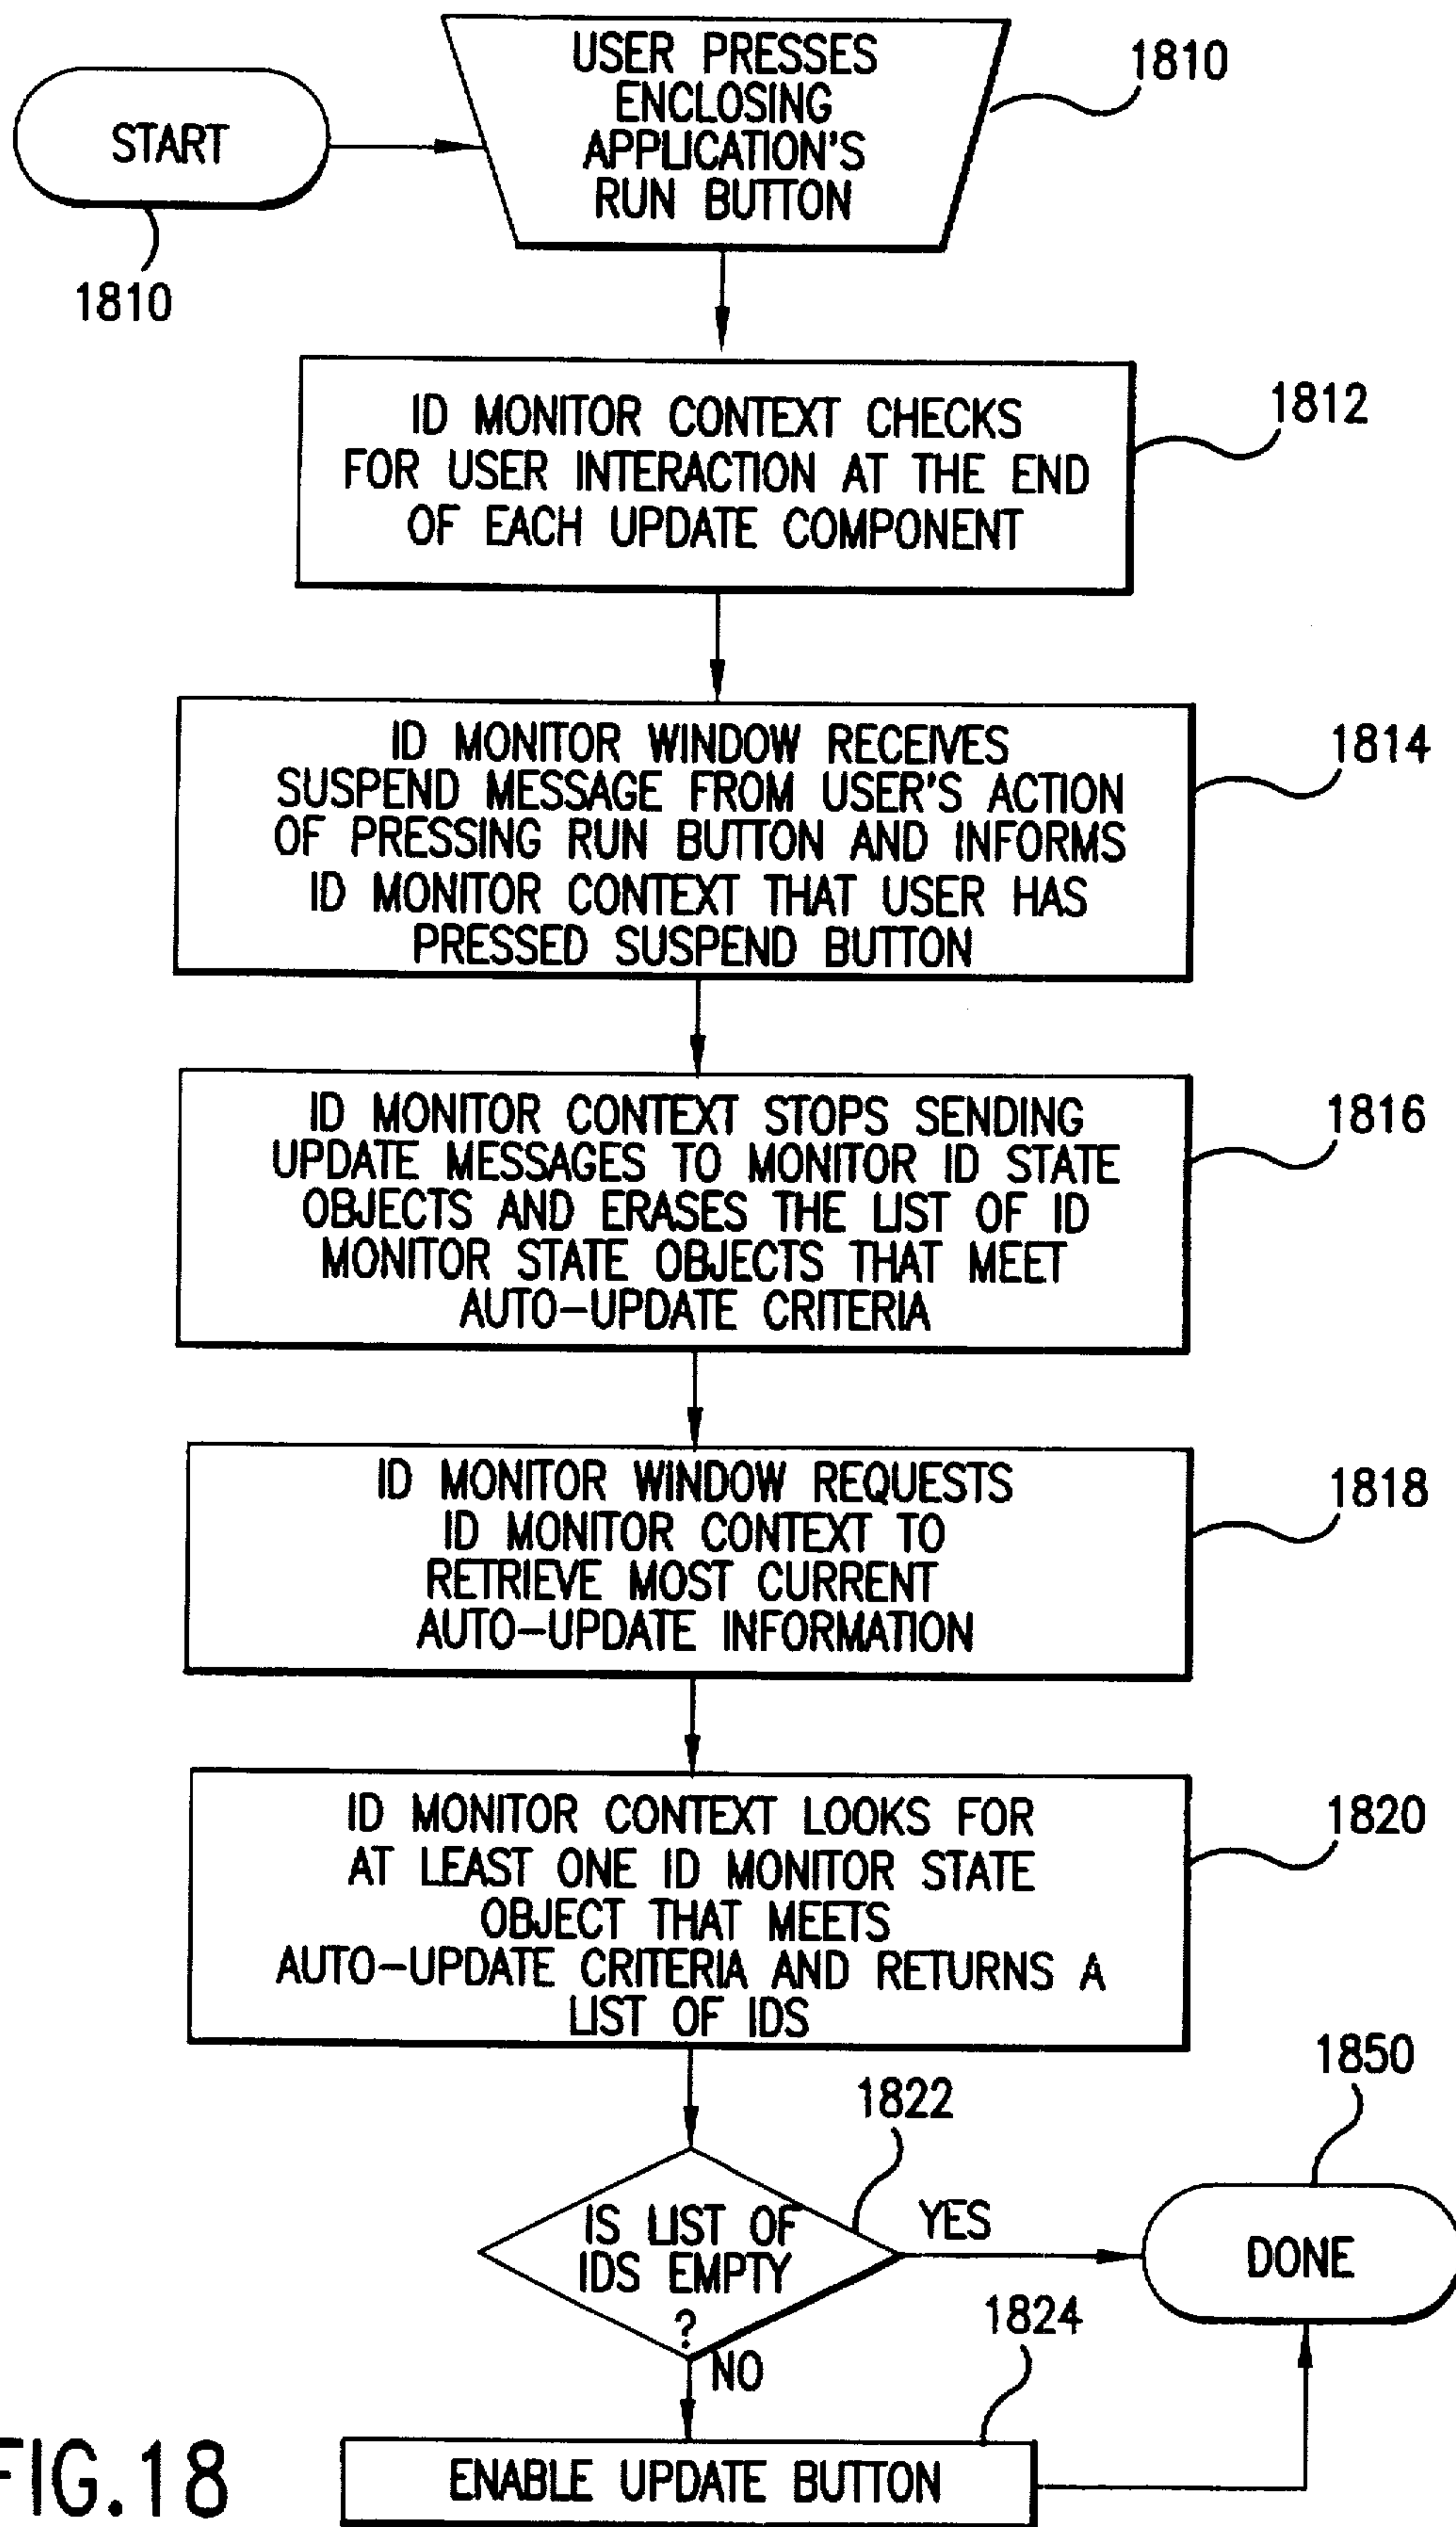 START
1810
USER PRESSES
ENCLOSING
APPLICATION'S
RUN BUTTON
1810
ID MONITOR CONTEXT CHECKS
FOR USER INTERACTION AT THE END
OF EACH UPDATE COMPONENT
1812
ID MONITOR WINDOW RECEIVES
SUSPEND MESSAGE FROM USER'S ACTION
OF PRESSING RUN BUTTON AND INFORMS
ID MONITOR CONTEXT THAT USER HAS
PRESSED SUSPEND BUTTON
1814
ID MONITOR CONTEXT STOPS SENDING
UPDATE MESSAGES TO MONITOR ID STATE
OBJECTS AND ERASES THE LIST OF ID
MONITOR STATE OBJECTS THAT MEET
AUTO-UPDATE CRITERIA
1816
ID MONITOR WINDOW REQUESTS
ID MONITOR CONTEXT TO
RETRIEVE MOST CURRENT
AUTO-UPDATE INFORMATION
1818
ID MONITOR CONTEXT LOOKS FOR
AT LEAST ONE ID MONITOR STATE
OBJECT THAT MEETS
AUTO-UPDATE CRITERIA AND RETURNS A
LIST OF IDS
1820
IS LIST OF
IDS EMPTY
?
1822
YES
DONE
1850
NO
ENABLE UPDATE BUTTON
1824
FIG.18